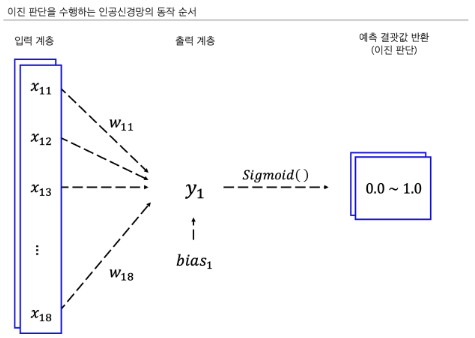 이진 판단을 수행하는 인공신경망의 동작 순서
입력 계층
출력 계층
예측 결괏값 반환
(이진 판단)
x₁₁
w₁₁
x₁₂
x₁₃
y₁
Sigmoid( )
0.0 ~ 1.0
⋮
bias₁
w₁₈
x₁₈